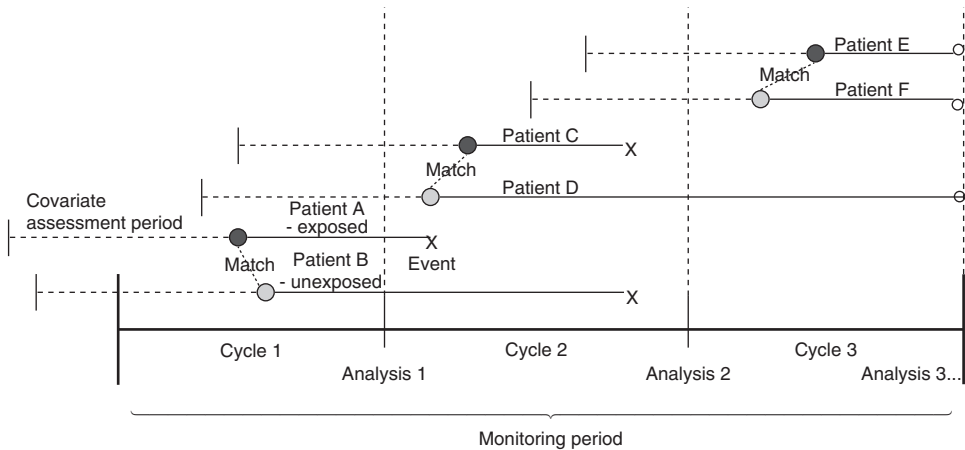 Patient E
Match
Patient F
Patient C
X
Match
Patient D
Covariate
assessment period
Patient A
- exposed
X
Event
Match
Patient B
- unexposed
X
Cycle 1
Cycle 2
Cycle 3
Analysis 1
Analysis 2
Analysis 3...
Monitoring period